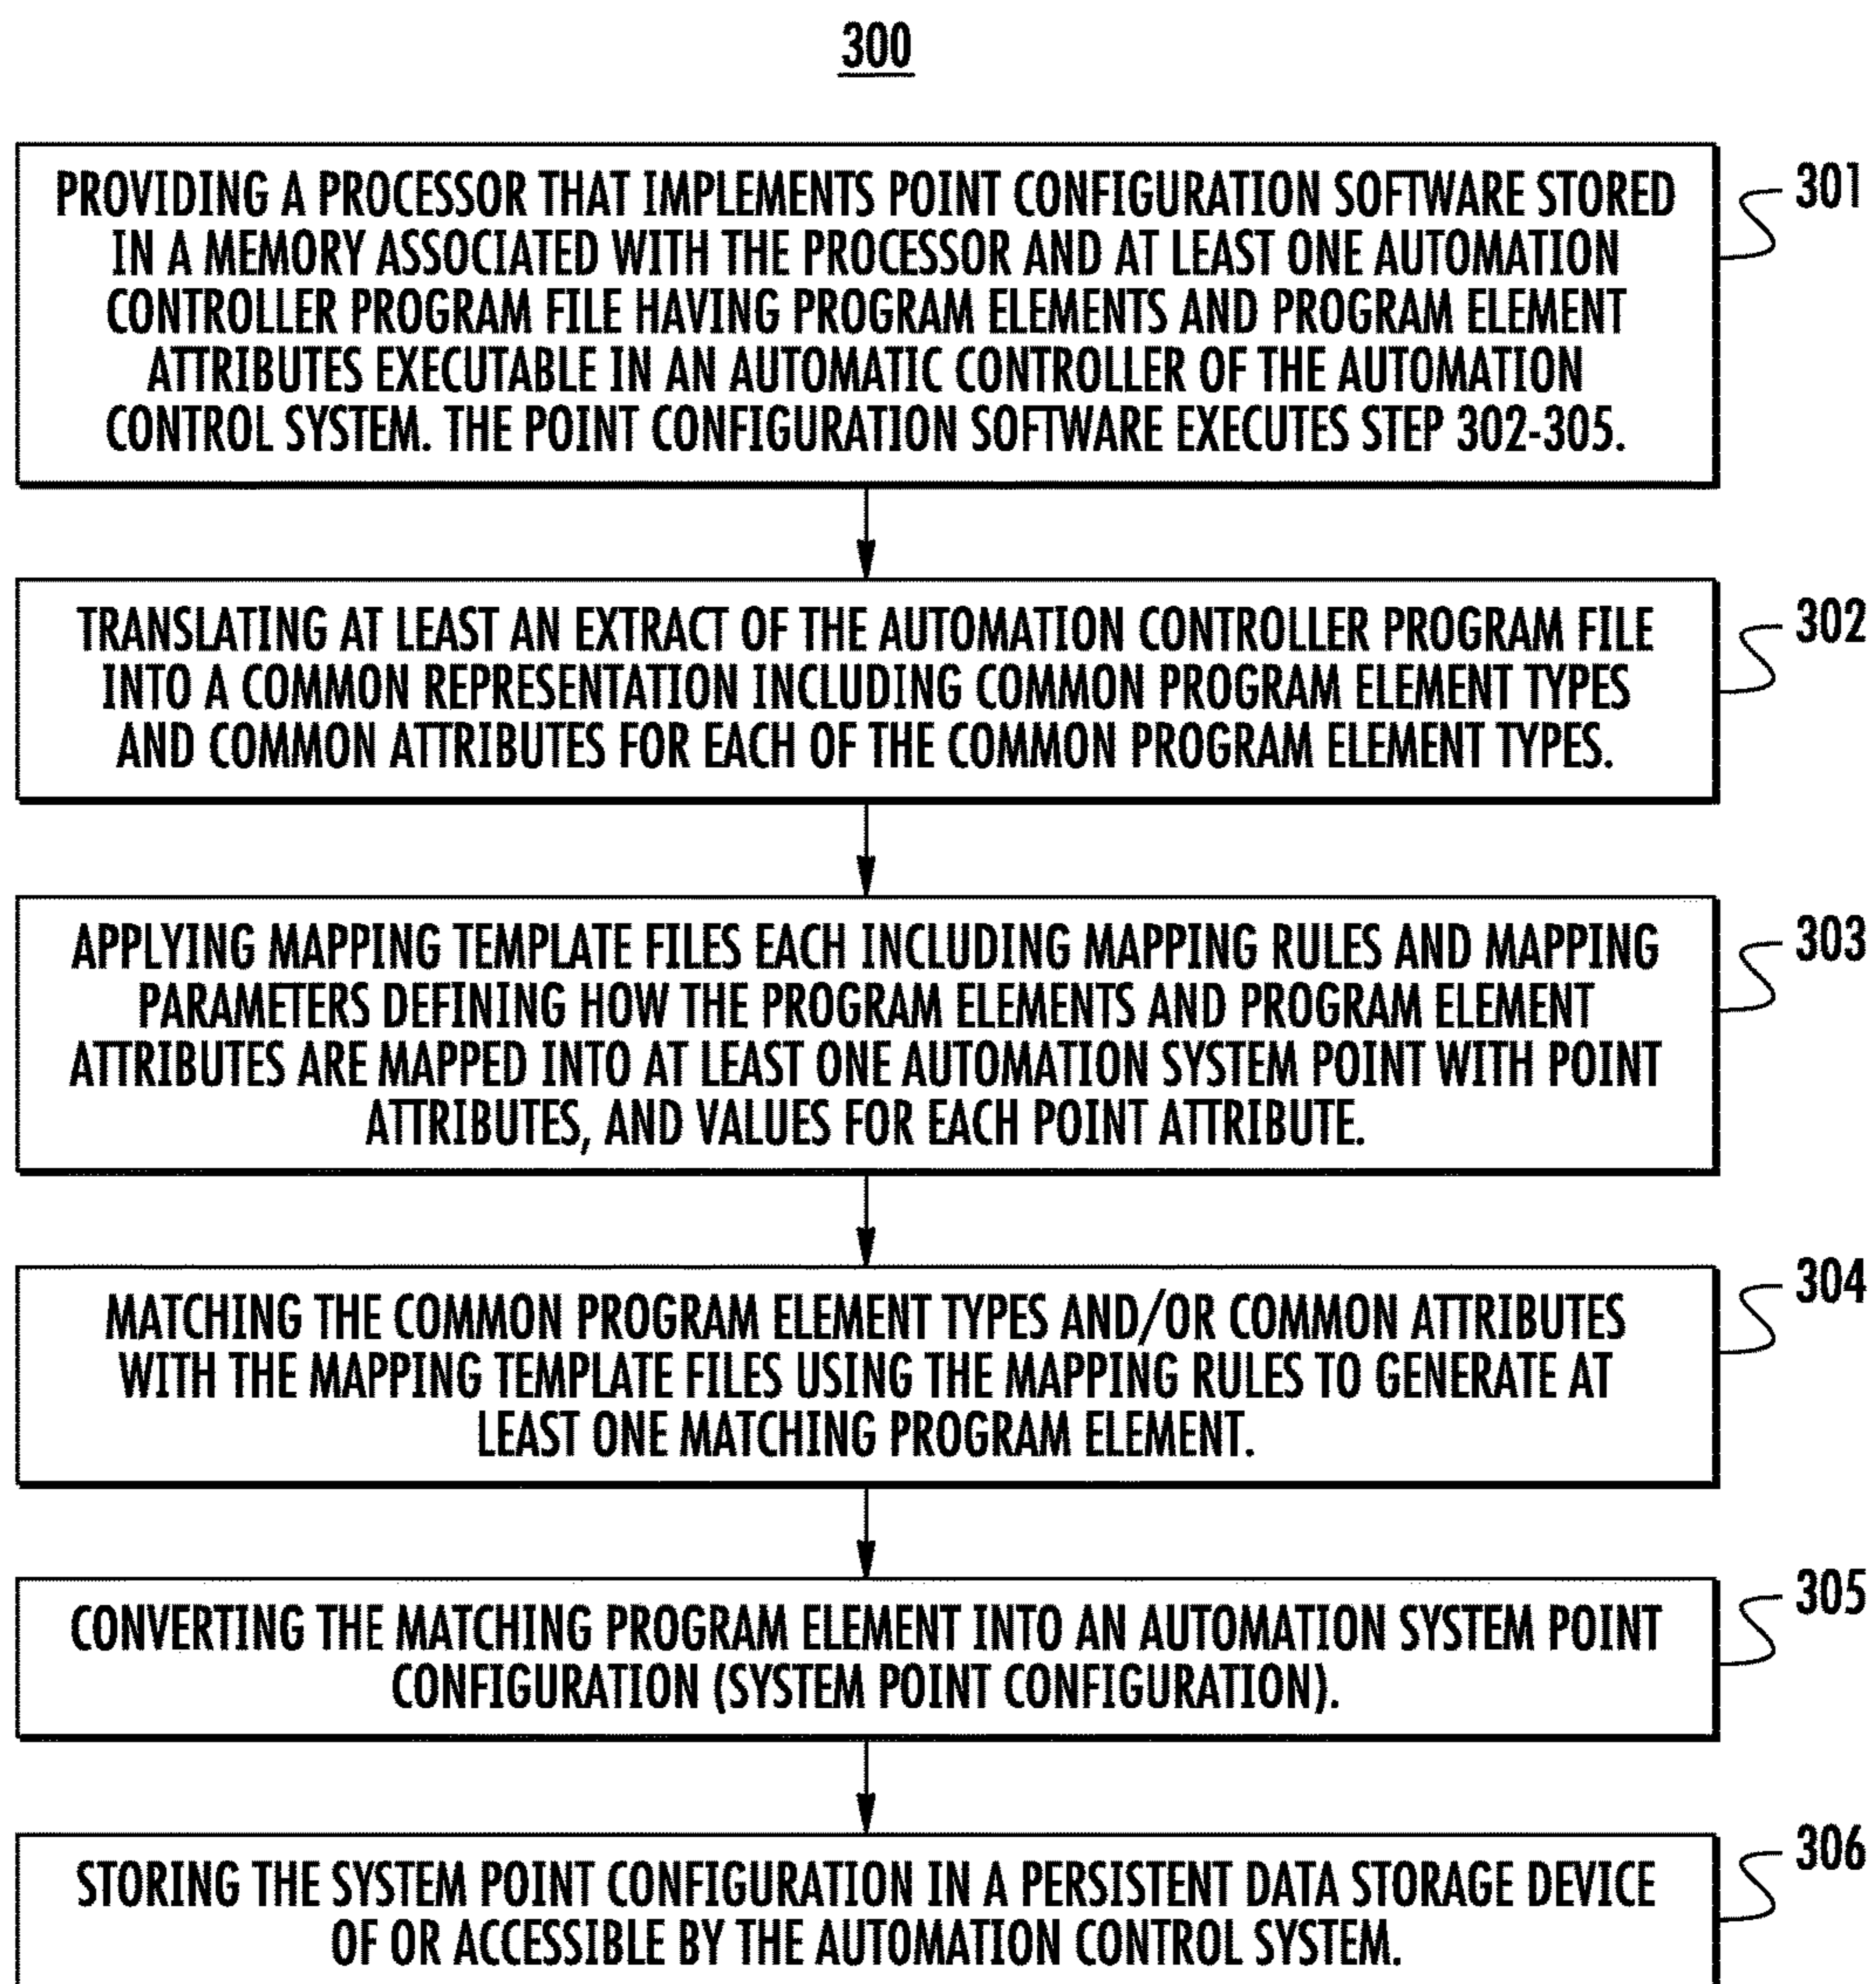 300
PROVIDING A PROCESSOR THAT IMPLEMENTS POINT CONFIGURATION SOFTWARE STORED
IN A MEMORY ASSOCIATED WITH THE PROCESSOR AND AT LEAST ONE AUTOMATION
CONTROLLER PROGRAM FILE HAVING PROGRAM ELEMENTS AND PROGRAM ELEMENT
ATTRIBUTES EXECUTABLE IN AN AUTOMATIC CONTROLLER OF THE AUTOMATION
CONTROL SYSTEM. THE POINT CONFIGURATION SOFTWARE EXECUTES STEP 302-305.
301
TRANSLATING AT LEAST AN EXTRACT OF THE AUTOMATION CONTROLLER PROGRAM FILE
INTO A COMMON REPRESENTATION INCLUDING COMMON PROGRAM ELEMENT TYPES
AND COMMON ATTRIBUTES FOR EACH OF THE COMMON PROGRAM ELEMENT TYPES.
302
APPLYING MAPPING TEMPLATE FILES EACH INCLUDING MAPPING RULES AND MAPPING
PARAMETERS DEFINING HOW THE PROGRAM ELEMENTS AND PROGRAM ELEMENT
ATTRIBUTES ARE MAPPED INTO AT LEAST ONE AUTOMATION SYSTEM POINT WITH POINT
ATTRIBUTES, AND VALUES FOR EACH POINT ATTRIBUTE.
303
MATCHING THE COMMON PROGRAM ELEMENT TYPES AND/OR COMMON ATTRIBUTES
WITH THE MAPPING TEMPLATE FILES USING THE MAPPING RULES TO GENERATE AT
LEAST ONE MATCHING PROGRAM ELEMENT.
304
CONVERTING THE MATCHING PROGRAM ELEMENT INTO AN AUTOMATION SYSTEM POINT
CONFIGURATION (SYSTEM POINT CONFIGURATION).
305
STORING THE SYSTEM POINT CONFIGURATION IN A PERSISTENT DATA STORAGE DEVICE
OF OR ACCESSIBLE BY THE AUTOMATION CONTROL SYSTEM.
306